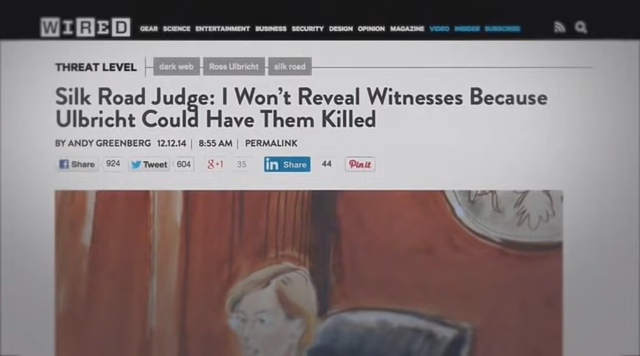 WIRED GEAR SCIENCE ENTERTAINMENT BUSINESS SECURITY DESIGN OPINION MAGAZINE VIDEO INSIDER SUBSCRIBE
THREAT LEVEL dark web Ross Ulbricht silk road
Silk Road Judge: I Won't Reveal Witnesses Because
Ulbricht Could Have Them Killed
BY ANDY GREENBERG 12.12.14 | 8:55 AM | PERMALINK
Share 924 Tweet 604 g+1 35 in Share 44 Pin it